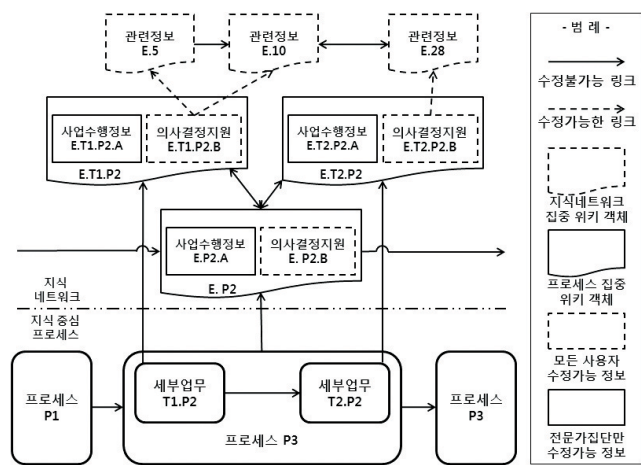 관련정보
E.5
관련정보
E.10
관련정보
E.28
사업수행정보
E.T1.P2.A
의사결정지원
E.T1.P2.B
E.T1.P2
사업수행정보
E.T2.P2.A
의사결정지원
E.T2.P2.B
E.T2.P2
사업수행정보
E.P2.A
의사결정지원
E. P2.B
E. P2
지식
네트워크
지식 중심
프로세스
프로세스
P1
세부업무
T1.P2
세부업무
T2.P2
프로세스 P3
프로세스
P3
- 범 례 -
수정불가능 링크
수정가능한 링크
지식네트워크
집중 위키 객체
프로세스 집중
위키 객체
모든 사용자
수정가능 정보
전문가집단만
수정가능 정보